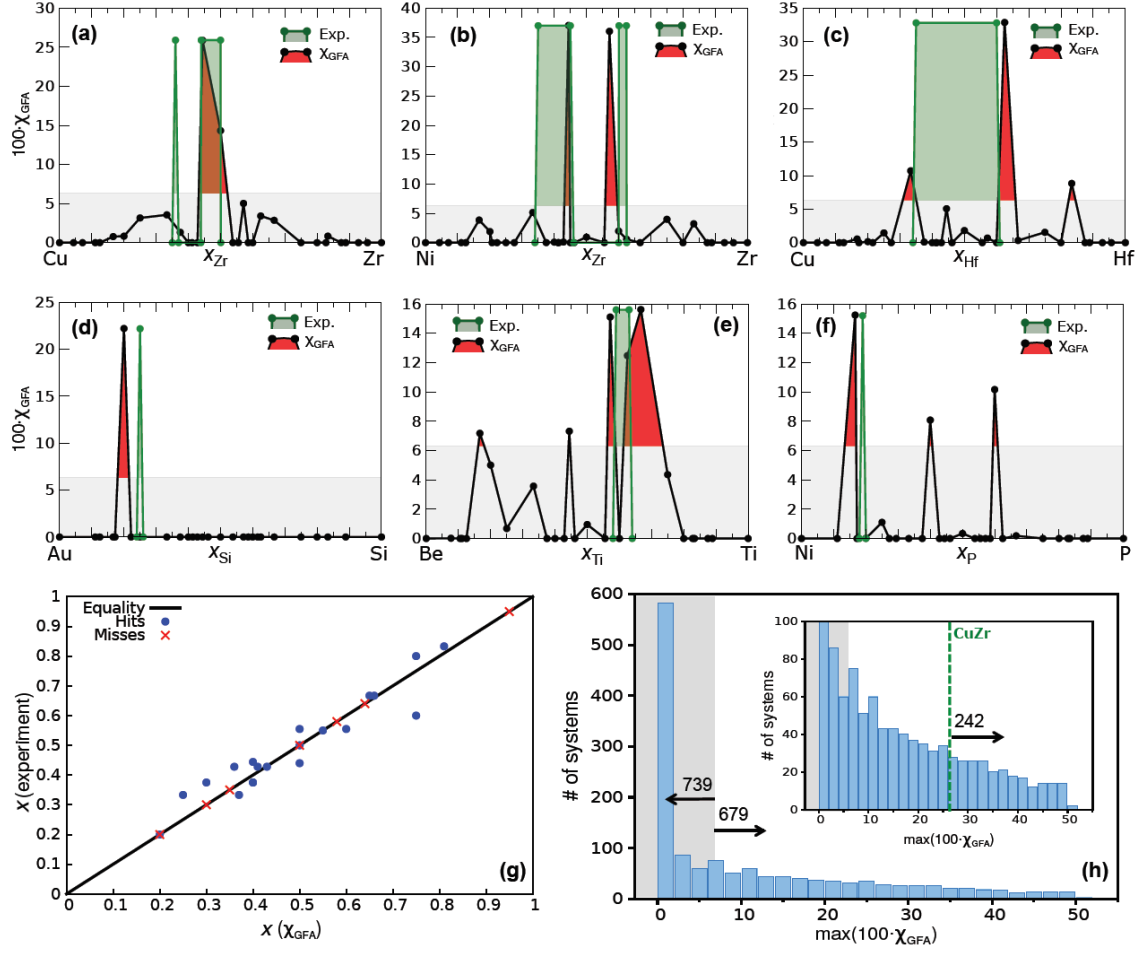 (a)
Exp.
χGFA
100·χGFA
30
25
20
15
10
5
0
Cu
xZr
Zr
(b)
Exp.
χGFA
40
35
30
25
20
15
10
5
0
Ni
xZr
Zr
(c)
Exp.
χGFA
35
30
25
20
15
10
5
0
Cu
xHf
Hf
(d)
Exp.
χGFA
100·χGFA
25
20
15
10
5
0
Au
xSi
Si
(e)
Exp.
χGFA
16
14
12
10
8
6
4
2
0
Be
xTi
Ti
(f)
Exp.
χGFA
16
14
12
10
8
6
4
2
0
Ni
xP
P
Equality
Hits
Misses
x (experiment)
1
0.9
0.8
0.7
0.6
0.5
0.4
0.3
0.2
0.1
0
(g)
0 0.1 0.2 0.3 0.4 0.5 0.6 0.7 0.8 0.9 1
x (χGFA)
# of systems
600
500
400
300
200
100
0
739
679
(h)
0 10 20 30 40 50
max(100·χGFA)
CuZr
# of systems
100
80
60
40
20
0
242
0 10 20 30 40 50
max(100·χGFA)